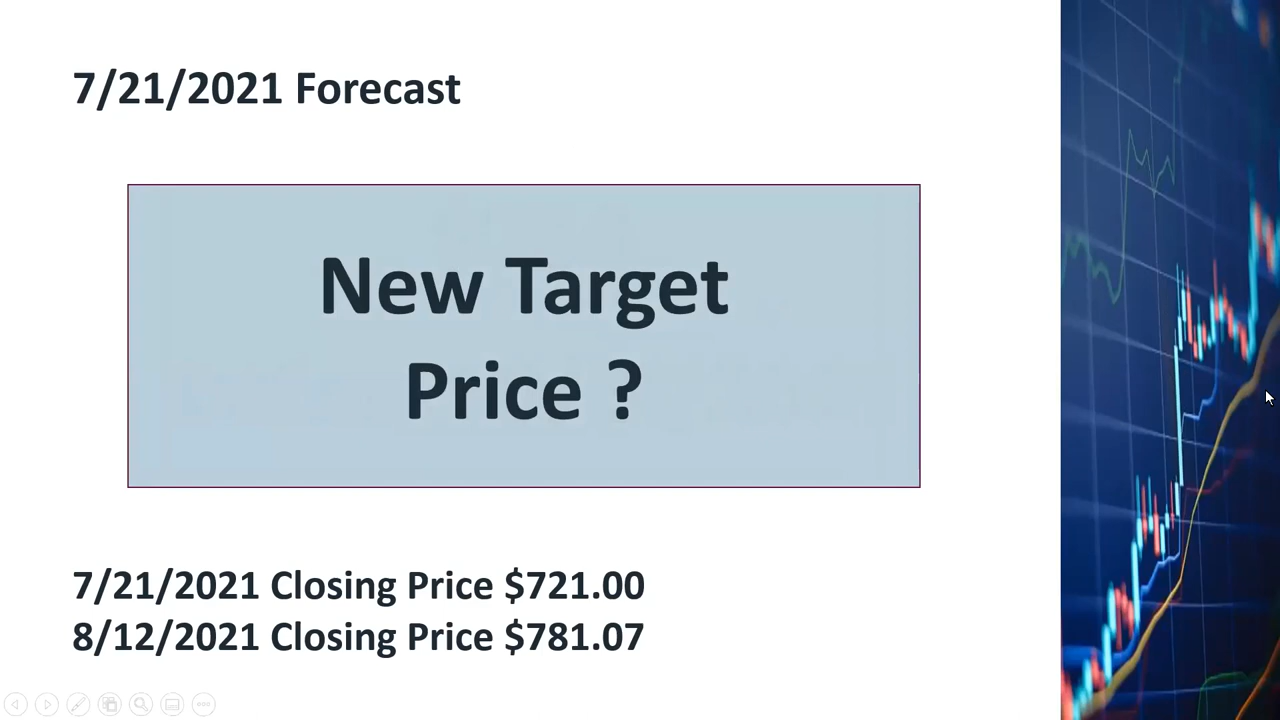 7/21/2021 Forecast
New Target
Price ?
7/21/2021 Closing Price $721.00
8/12/2021 Closing Price $781.07